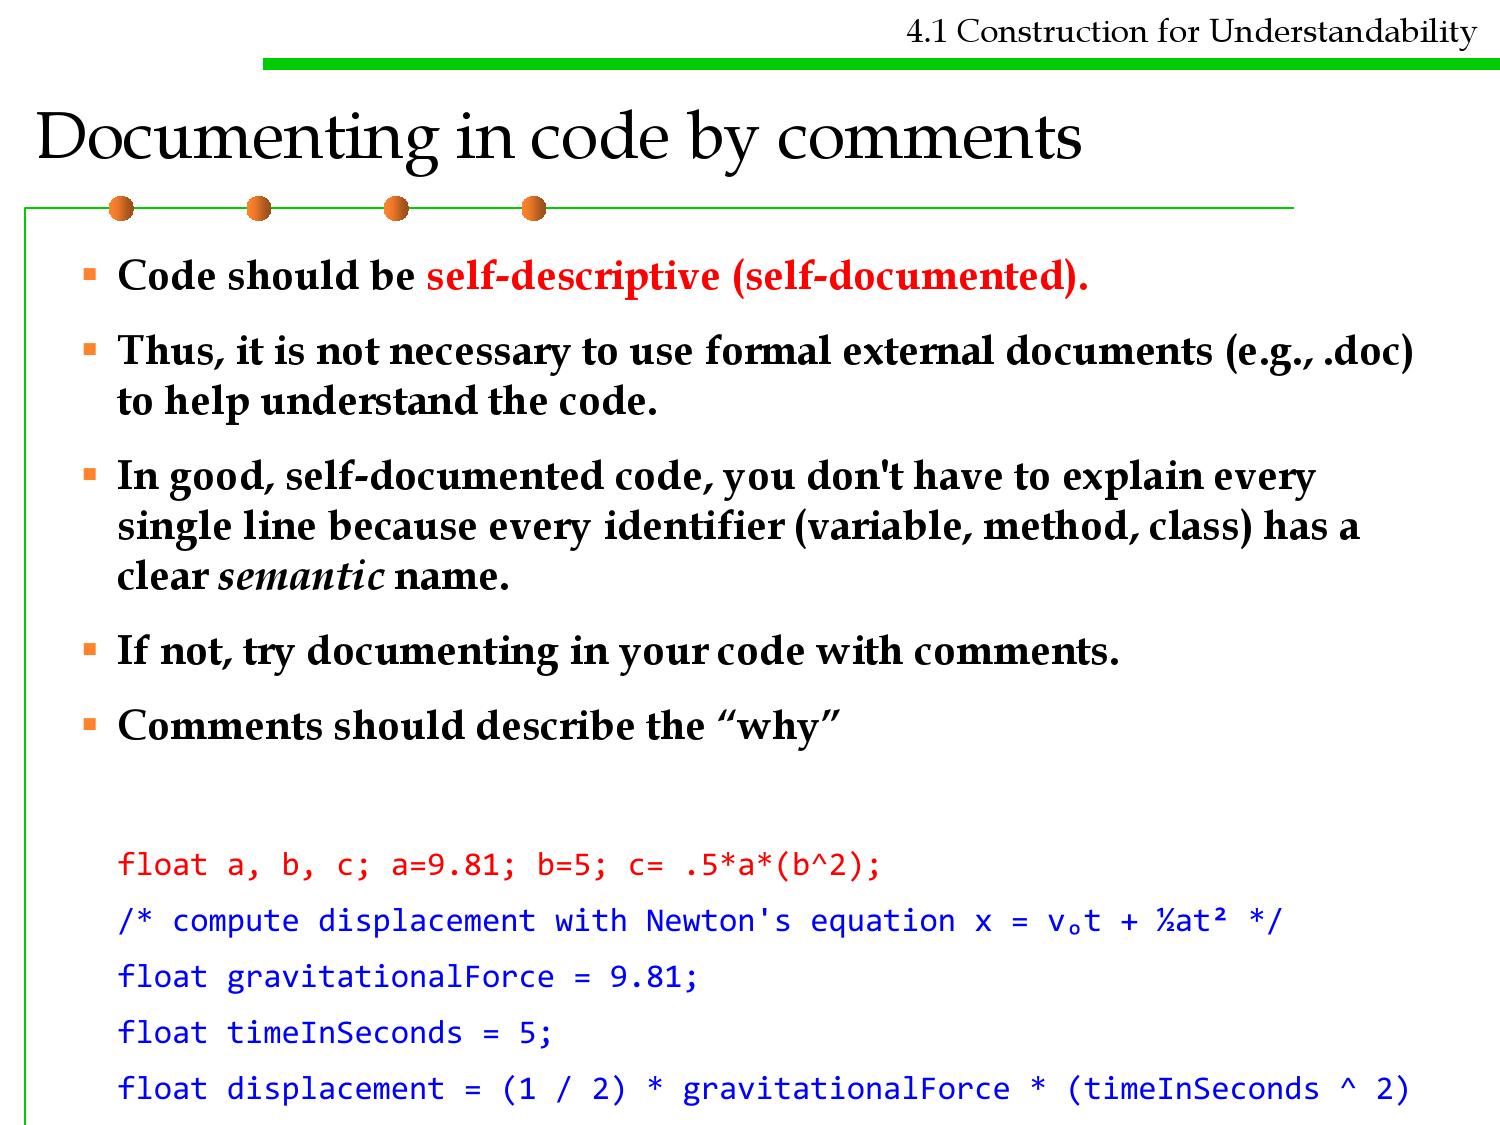 4.1 Construction for Understandability
Documenting in code by comments
▪ Code should be self-descriptive (self-documented).
▪ Thus, it is not necessary to use formal external documents (e.g., .doc)
to help understand the code.
▪ In good, self-documented code, you don't have to explain every
single line because every identifier (variable, method, class) has a
clear semantic name.
▪ If not, try documenting in your code with comments.
▪ Comments should describe the “why”
float a, b, c; a=9.81; b=5; c= .5*a*(b^2);
/* compute displacement with Newton's equation x = vₒt + ½at² */
float gravitationalForce = 9.81;
float timeInSeconds = 5;
float displacement = (1 / 2) * gravitationalForce * (timeInSeconds ^ 2)